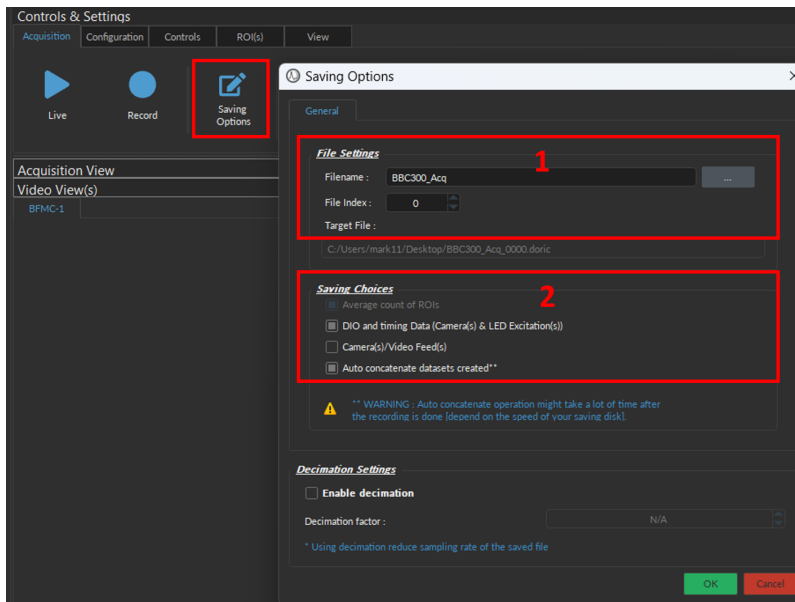 Controls & Settings
Acquisition
Configuration
Controls
ROI(s)
View
Live
Record
Saving
Options
Saving Options
General
File Settings
1
Filename :
BBC300_Acq
...
File Index :
0
Target File :
C:/Users/mark11/Desktop/BBC300_Acq_0000.doric
Acquisition View
Video View(s)
BFMC-1
Saving Choices
2
Average count of ROIs
DIO and timing Data (Camera(s) & LED Excitation(s))
Camera(s)/Video Feed(s)
Auto concatenate datasets created**
** WARNING : Auto concatenate operation might take a lot of time after
the recording is done [depend on the speed of your saving disk].
Decimation Settings
Enable decimation
Decimation factor :
N/A
* Using decimation reduce sampling rate of the saved file
OK
Cancel